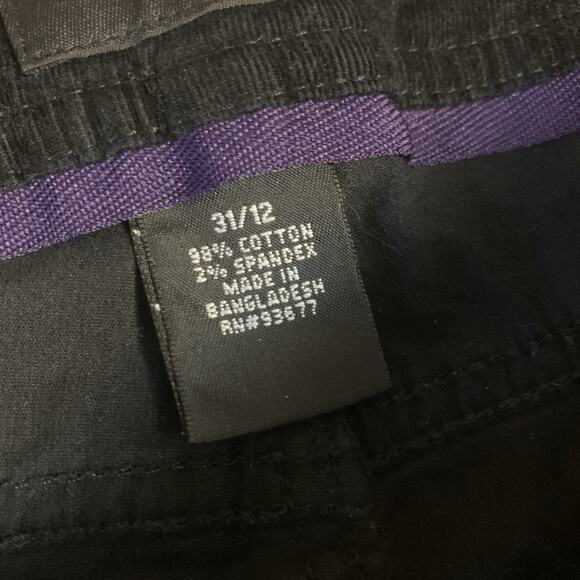 31/12
98% COTTON
2% SPANDEX
MADE IN
BANGLADESH
RN#93677